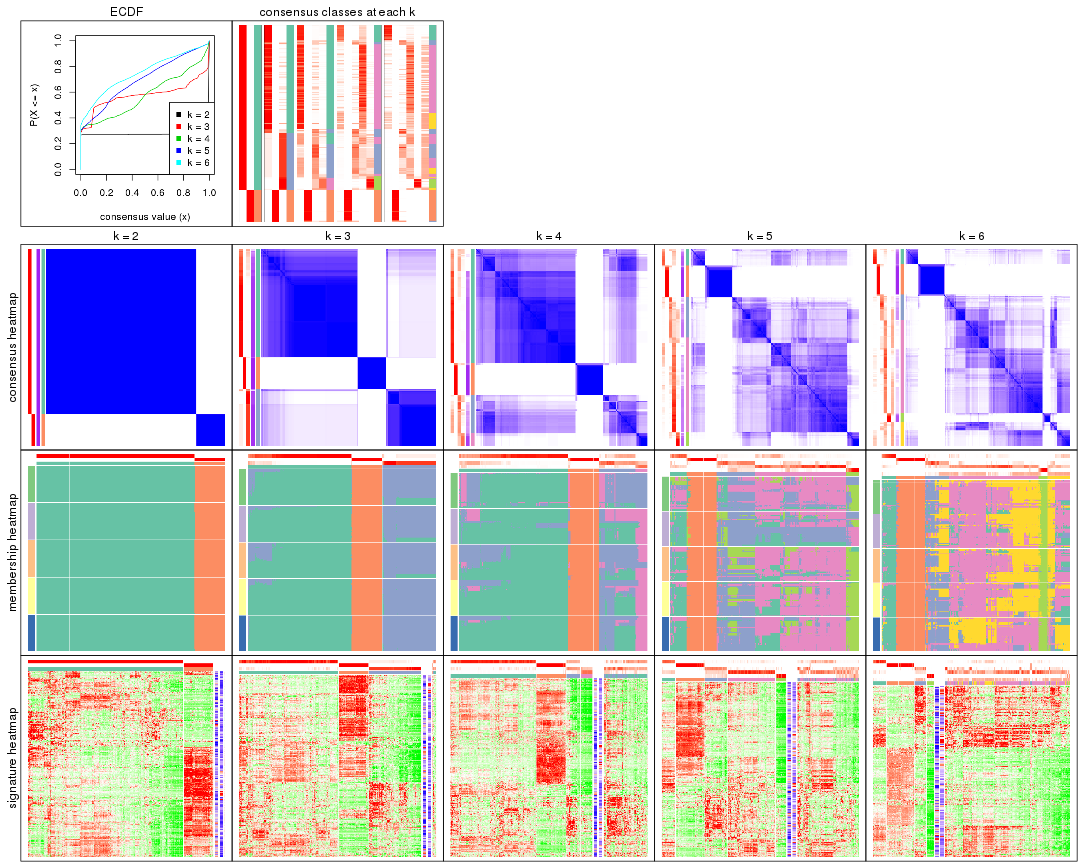 ECDF
consensus classes at each k
P(X <= x)
0.0 0.2 0.4 0.6 0.8 1.0
k = 2
k = 3
k = 4
k = 5
k = 6
0.0 0.2 0.4 0.6 0.8 1.0
consensus value (x)
k = 2
k = 3
k = 4
k = 5
k = 6
consensus heatmap
membership heatmap
signature heatmap